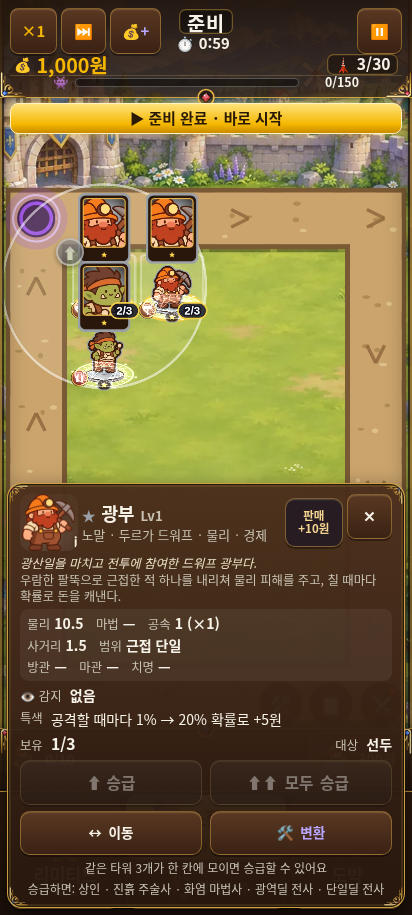 ×1
준비
0:59
1,000원
3/30
0/150
▶ 준비 완료 · 바로 시작
2/3
2/3
★ 광부 Lv1
노말 · 두르가 드워프 · 물리 · 경제
판매
+10원
광산일을 마치고 전투에 참여한 드워프 광부다.
우람한 팔뚝으로 근접한 적 하나를 내리쳐 물리 피해를 주고, 칠 때마다
확률로 돈을 캐낸다.
물리 10.5 마법 — 공속 1 (×1)
사거리 1.5 범위 근접 단일
방관 — 마관 — 치명 —
감지 없음
특색 공격할 때마다 1% → 20% 확률로 +5원
보유 1/3
대상 선두
⬆ 승급
⬆⬆ 모두 승급
↔ 이동
변환
같은 타워 3개가 한 칸에 모이면 승급할 수 있어요
승급하면: 상인 · 진흙 주술사 · 화염 마법사 · 광역딜 전사 · 단일딜 전사